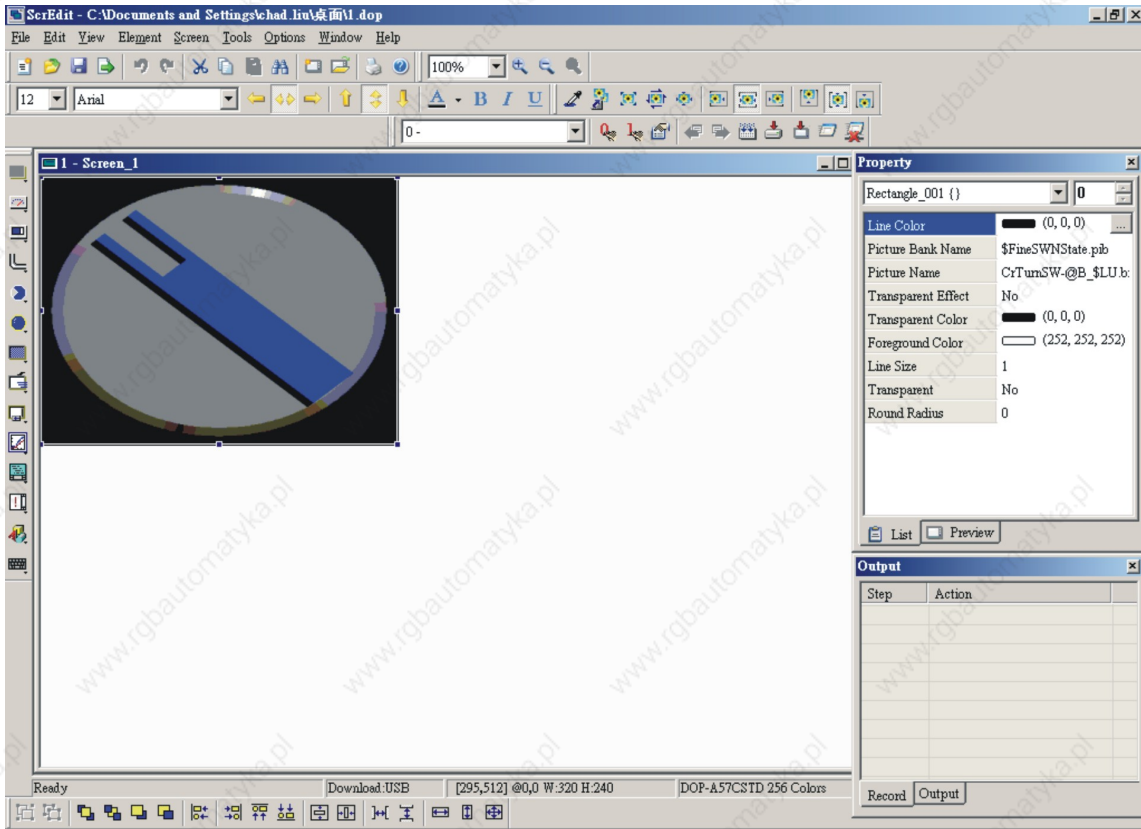 ScrEdit - C:\Documents and Settings\chad.liu\桌面\1.dop
File Edit View Element Screen Tools Options Window Help
100%
12 Arial
A B I U
0 -
1 - Screen_1
Property
Rectangle_001 {} 0
Line Color (0, 0, 0) ...
Picture Bank Name $FineSWNState.pib
Picture Name CrTurnSW-@B_$LU.b:
Transparent Effect No
Transparent Color (0, 0, 0)
Foreground Color (252, 252, 252)
Line Size 1
Transparent No
Round Radius 0
List Preview
Output
Step Action
Record Output
Ready Download:USB [295,512] @0,0 W:320 H:240 DOP-A57CSTD 256 Colors
www.rgbautomatyka.pl